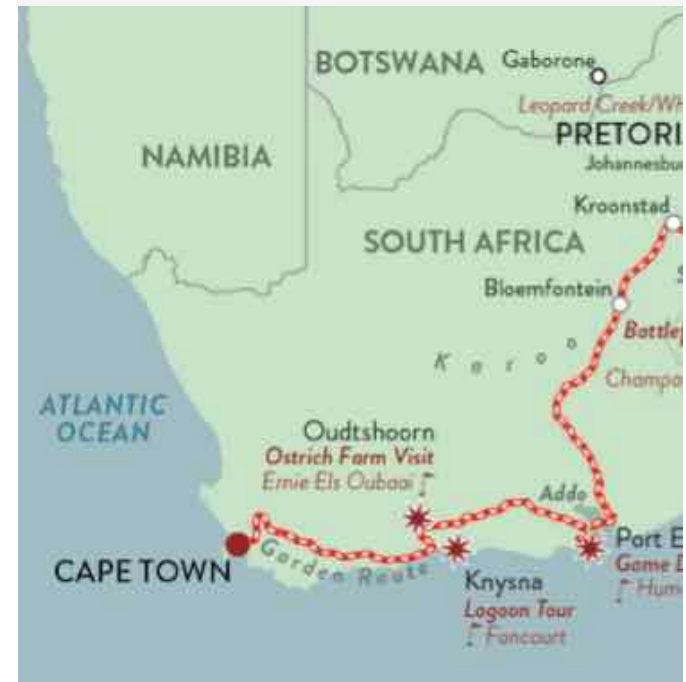 BOTSWANA
Gaborone
Leopard Creek/Wh
NAMIBIA
PRETORI
Johannesbu
Kroonstad
SOUTH AFRICA
Bloemfontein
S
Battlef
Karoo
Champa
ATLANTIC
OCEAN
Oudtshoorn
Ostrich Farm Visit
Ernie Els Oubaai
Addo
CAPE TOWN
Garden Route
Port E
Game D
Hum
Knysna
Lagoon Tour
Fancourt